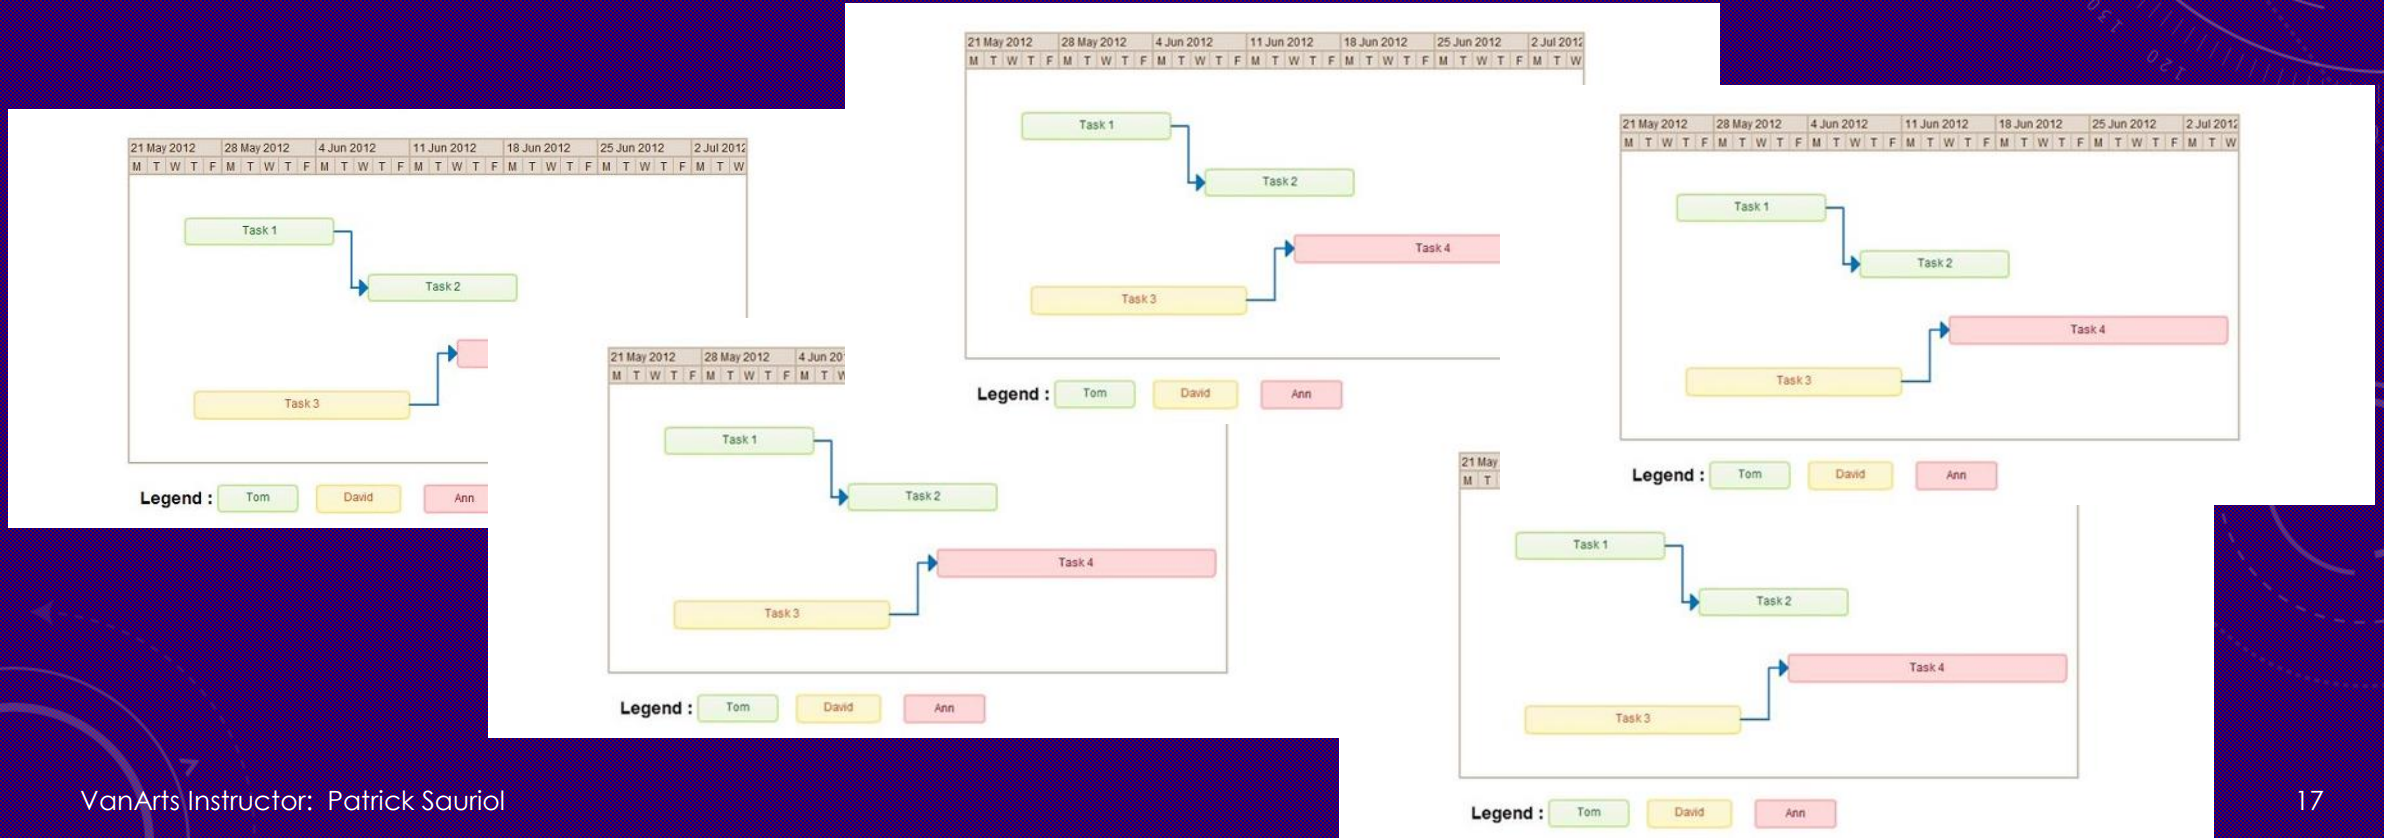 21 May 2012 28 May 2012 4 Jun 2012 11 Jun 2012 18 Jun 2012 25 Jun 2012 2 Jul 2012
M T W T F M T W T F M T W T F M T W T F M T W T F M T W T F M T W
Task 1
Task 2
Task 3
Legend : Tom David Ann
21 May 2012 28 May 2012 4 Jun 20
M T W T F M T W T F M T W
Task 1
Task 2
Task 4
Task 3
Legend : Tom David Ann
21 May 2012 28 May 2012 4 Jun 2012 11 Jun 2012 18 Jun 2012 25 Jun 2012 2 Jul 2012
M T W T F M T W T F M T W T F M T W T F M T W T F M T W T F M T W
Task 1
Task 2
Task 4
Task 3
Legend : Tom David Ann
21 May 2012 28 May 2012 4 Jun 2012 11 Jun 2012 18 Jun 2012 25 Jun 2012 2 Jul 2012
M T W T F M T W T F M T W T F M T W T F M T W T F M T W T F M T W
Task 1
Task 2
Task 4
Task 3
Legend : Tom David Ann
21 May
M T
Task 1
Task 2
Task 4
Task 3
Legend : Tom David Ann
130
120
VanArts Instructor: Patrick Sauriol
17